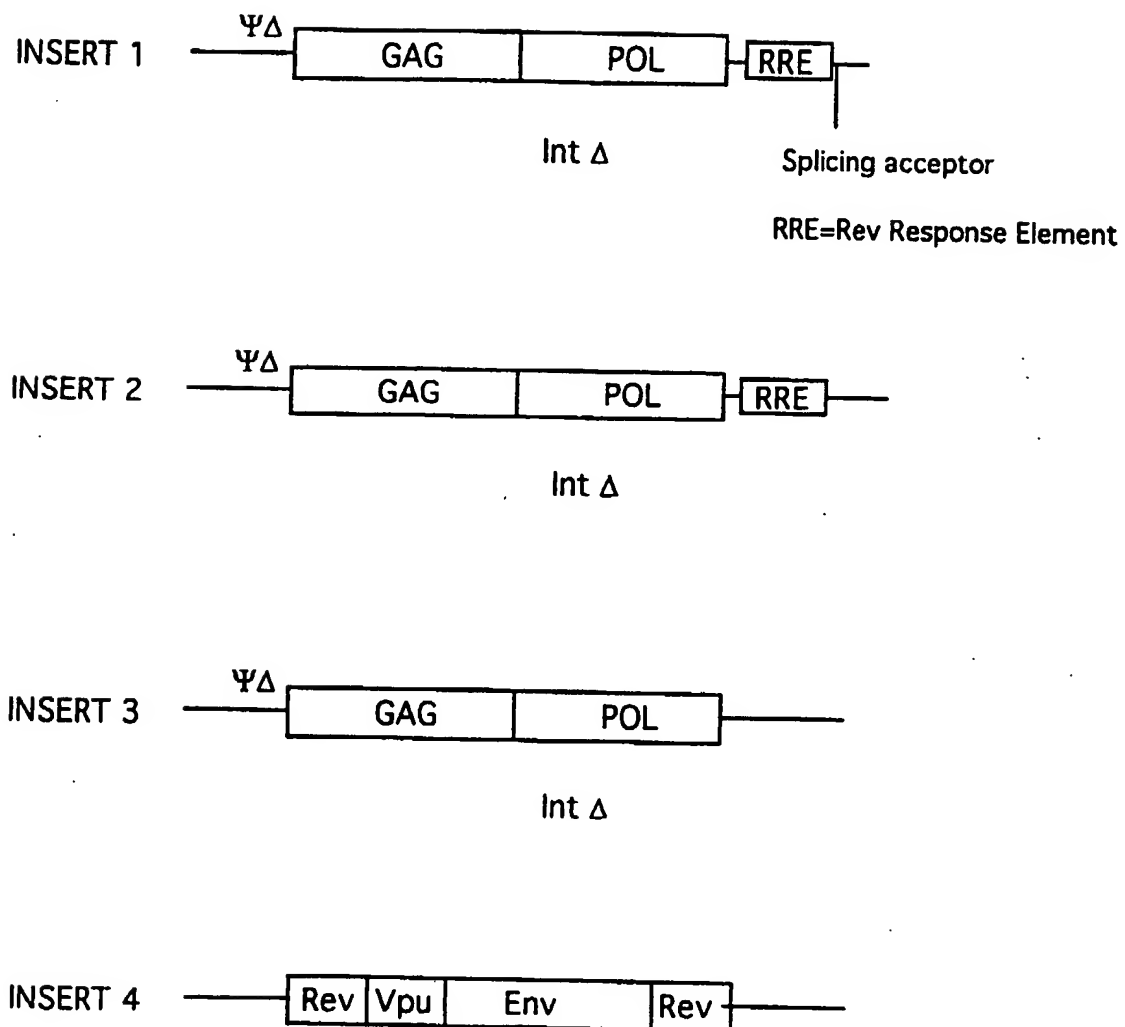 ΨΔ
INSERT 1 GAG POL RRE
Int Δ
Splicing acceptor
RRE=Rev Response Element
ΨΔ
INSERT 2 GAG POL RRE
Int Δ
ΨΔ
INSERT 3 GAG POL
Int Δ
INSERT 4 Rev Vpu Env Rev